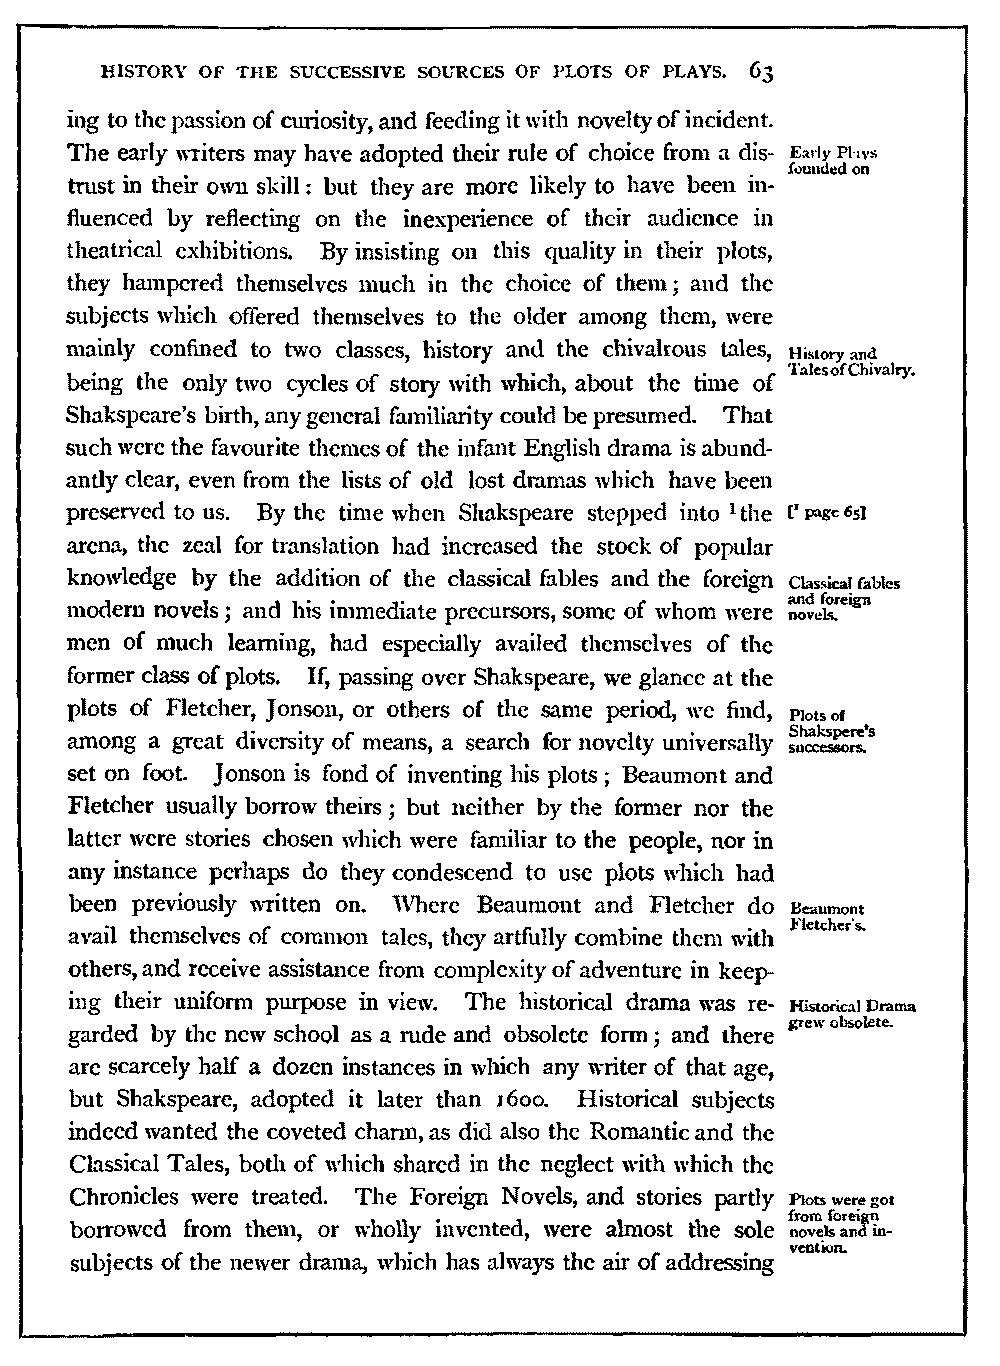 HISTORY OF THE SUCCESSIVE SOURCES OF PLOTS OF PLAYS. 63
ing to the passion of curiosity, and feeding it with novelty of incident.
The early writers may have adopted their rule of choice from a dis-
Early Plays
founded on
trust in their own skill: but they are more likely to have been in-
fluenced by reflecting on the inexperience of their audience in
theatrical exhibitions. By insisting on this quality in their plots,
they hampered themselves much in the choice of them; and the
subjects which offered themselves to the older among them, were
mainly confined to two classes, history and the chivalrous tales,
History and
Tales of Chivalry.
being the only two cycles of story with which, about the time of
Shakspeare's birth, any general familiarity could be presumed. That
such were the favourite themes of the infant English drama is abund-
antly clear, even from the lists of old lost dramas which have been
preserved to us. By the time when Shakspeare stepped into ¹the
[¹ page 65]
arena, the zeal for translation had increased the stock of popular
knowledge by the addition of the classical fables and the foreign
Classical fables
and foreign
novels.
modern novels; and his immediate precursors, some of whom were
men of much learning, had especially availed themselves of the
former class of plots. If, passing over Shakspeare, we glance at the
plots of Fletcher, Jonson, or others of the same period, we find,
Plots of
Shakspere's
successors.
among a great diversity of means, a search for novelty universally
set on foot. Jonson is fond of inventing his plots; Beaumont and
Fletcher usually borrow theirs; but neither by the former nor the
latter were stories chosen which were familiar to the people, nor in
any instance perhaps do they condescend to use plots which had
been previously written on. Where Beaumont and Fletcher do
Beaumont
Fletcher's.
avail themselves of common tales, they artfully combine them with
others, and receive assistance from complexity of adventure in keep-
ing their uniform purpose in view. The historical drama was re-
Historical Drama
grew obsolete.
garded by the new school as a rude and obsolete form; and there
are scarcely half a dozen instances in which any writer of that age,
but Shakspeare, adopted it later than 1600. Historical subjects
indeed wanted the coveted charm, as did also the Romantic and the
Classical Tales, both of which shared in the neglect with which the
Chronicles were treated. The Foreign Novels, and stories partly
Plots were got
from foreign
novels and in-
vention.
borrowed from them, or wholly invented, were almost the sole
subjects of the newer drama, which has always the air of addressing